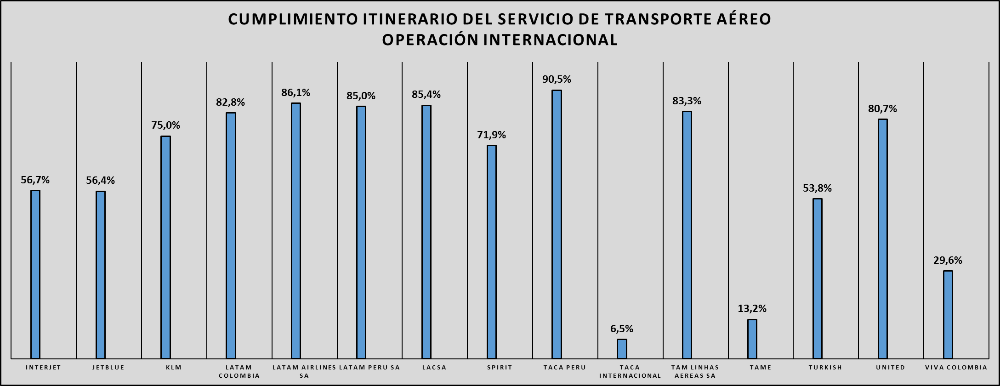 CUMPLIMIENTO ITINERARIO DEL SERVICIO DE TRANSPORTE AÉREO
OPERACIÓN INTERNACIONAL
56,7%
56,4%
75,0%
82,8%
86,1%
85,0%
85,4%
71,9%
90,5%
6,5%
83,3%
13,2%
53,8%
80,7%
29,6%
INTERJET
JETBLUE
KLM
LATAM
COLOMBIA
LATAM AIRLINES
SA
LATAM PERU SA
LACSA
SPIRIT
TACA PERU
TACA
INTERNACIONAL
TAM LINHAS
AEREAS SA
TAME
TURKISH
UNITED
VIVA COLOMBIA